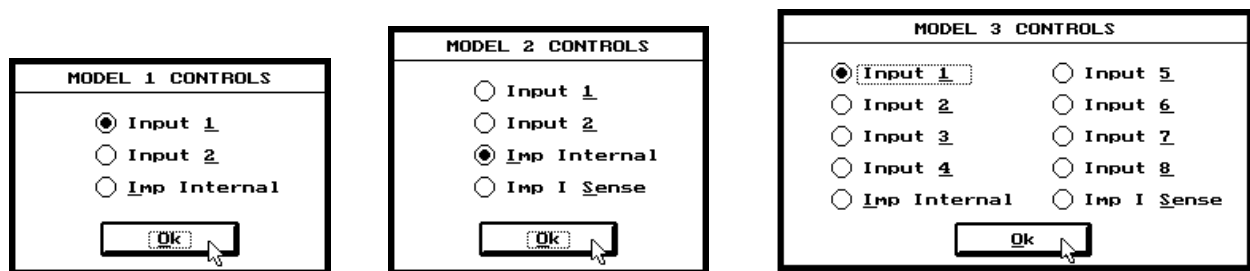 MODEL 1 CONTROLS
Input 1
Input 2
Imp Internal
Ok
MODEL 2 CONTROLS
Input 1
Input 2
Imp Internal
Imp I Sense
Ok
MODEL 3 CONTROLS
Input 1
Input 2
Input 3
Input 4
Imp Internal
Input 5
Input 6
Input 7
Input 8
Imp I Sense
Ok